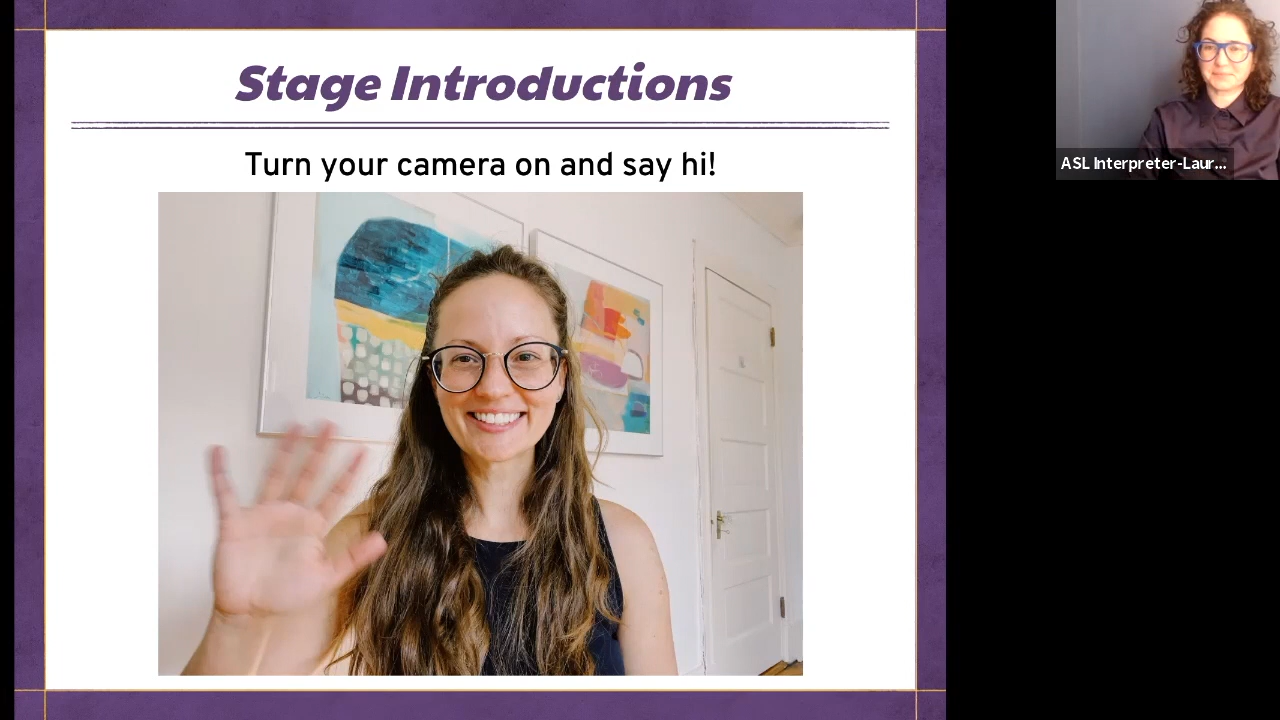 Stage Introductions
Turn your camera on and say hi!
ASL Interpreter-Laur...